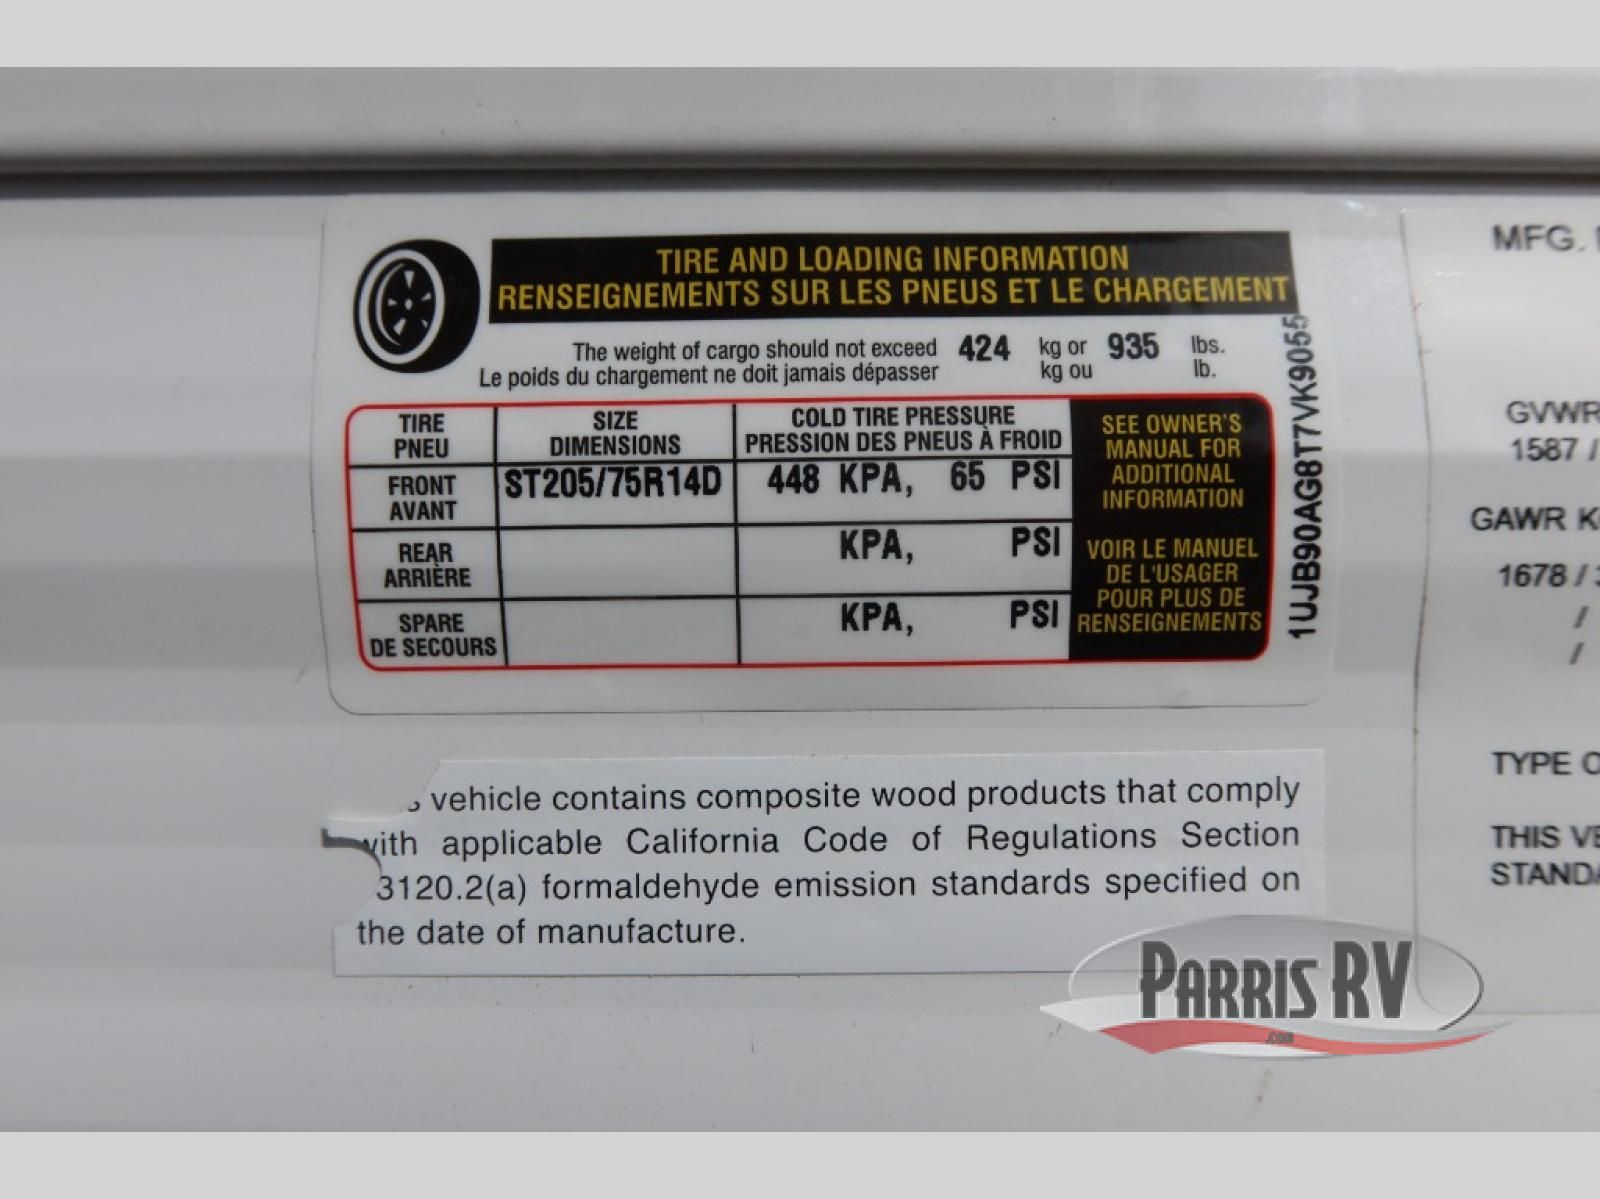 TIRE AND LOADING INFORMATION
RENSEIGNEMENTS SUR LES PNEUS ET LE CHARGEMENT
The weight of cargo should not exceed 424 kg or 935 lbs.
Le poids du chargement ne doit jamais dépasser kg ou lb.
TIRE SIZE COLD TIRE PRESSURE
PNEU DIMENSIONS PRESSION DES PNEUS À FROID
FRONT ST205/75R14D 448 KPA, 65 PSI
AVANT
REAR KPA, PSI
ARRIÈRE
SPARE KPA, PSI
DE SECOURS
SEE OWNER'S
MANUAL FOR
ADDITIONAL
INFORMATION
VOIR LE MANUEL
DE L'USAGER
POUR PLUS DE
RENSEIGNEMENTS
1UJB90AG8T7VK9055
vehicle contains composite wood products that comply
with applicable California Code of Regulations Section
3120.2(a) formaldehyde emission standards specified on
the date of manufacture.
MFG.
GVWR
1587 /
GAWR
1678 /
/
/
TYPE
THIS
PARRIS RV
.COM